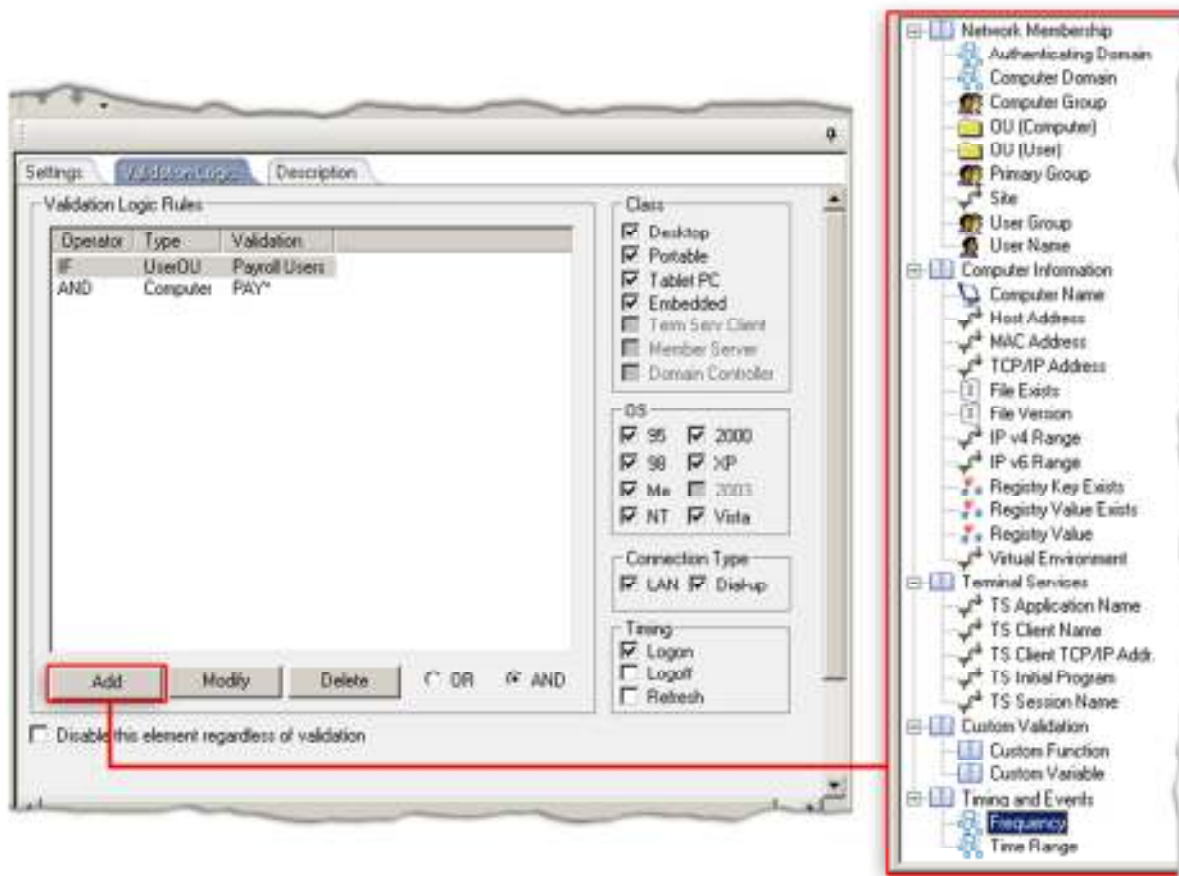 Settings
Validation Logic
Description
Validation Logic Rules
Operator Type Validation
IF UserOU Payroll Users
AND Computer PAY*
Add
Modify
Delete
OR
AND
Disable this element regardless of validation
Class
Desktop
Portable
Tablet PC
Embedded
Term Serv Client
Member Server
Domain Controller
OS
95 2000
98 XP
Me 2003
NT Vista
Connection Type
LAN Dial-up
Timing
Logon
Logoff
Refresh
Network Membership
Authenticating Domain
Computer Domain
Computer Group
OU (Computer)
OU (User)
Primary Group
Site
User Group
User Name
Computer Information
Computer Name
Host Address
MAC Address
TCP/IP Address
File Exists
File Version
IP v4 Range
IP v6 Range
Registry Key Exists
Registry Value Exists
Registry Value
Virtual Environment
Terminal Services
TS Application Name
TS Client Name
TS Client TCP/IP Addr.
TS Initial Program
TS Session Name
Custom Validation
Custom Function
Custom Variable
Timing and Events
Frequency
Time Range